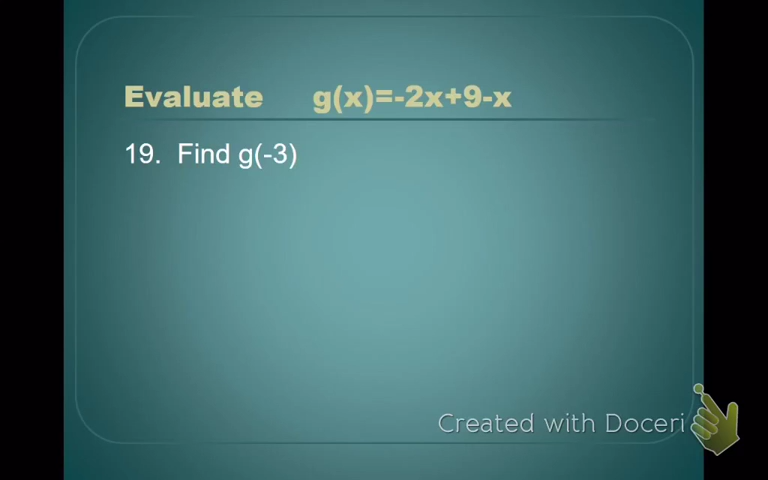 Evaluate g(x)=-2x+9-x
19. Find g(-3)
Created with Doceri